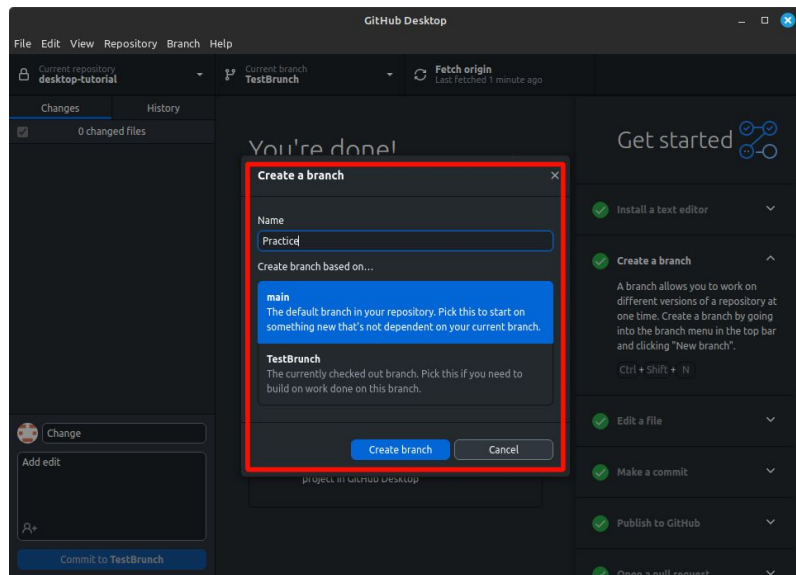 GitHub Desktop
File Edit View Repository Branch Help
Current repository
desktop-tutorial
Current branch
TestBrunch
Fetch origin
Last fetched 1 minute ago
Changes
History
0 changed files
You're done!
Create a branch
Name
Practice
Create branch based on...
main
The default branch in your repository. Pick this to start on
something new that's not dependent on your current branch.
TestBrunch
The currently checked out branch. Pick this if you need to
build on work done on this branch.
Create branch
Cancel
project in GitHub Desktop
Change
Add edit
Commit to TestBrunch
Get started
Install a text editor
Create a branch
A branch allows you to work on
different versions of a repository at
one time. Create a branch by going
into the branch menu in the top bar
and clicking "New branch".
Ctrl + Shift + N
Edit a file
Make a commit
Publish to GitHub
Open a pull request